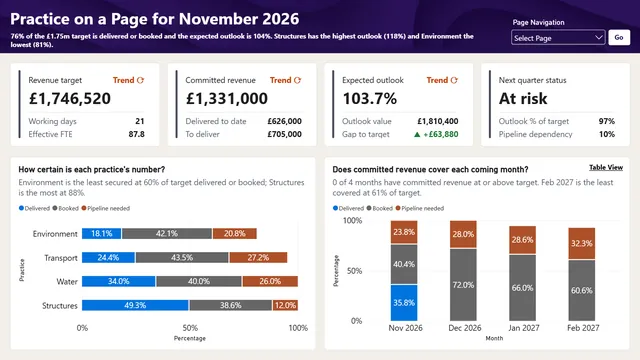 Practice on a Page for November 2026
76% of the £1.75m target is delivered or booked and the expected outlook is 104%. Structures has the highest outlook (118%) and Environment the
lowest (81%).
Page Navigation
Select Page
Go
Revenue target
Trend
£1,746,520
Working days 21
Effective FTE 87.8
Committed revenue
Trend
£1,331,000
Delivered to date £626,000
To deliver £705,000
Expected outlook
Trend
103.7%
Outlook value £1,810,400
Gap to target ▲ +£63,880
Next quarter status
At risk
Outlook % of target 97%
Pipeline dependency 10%
How certain is each practice's number?
Environment is the least secured at 60% of target delivered or booked; Structures
is the most at 88%.
Delivered Booked Pipeline needed
Practice
Environment 18.1% 42.1% 20.8%
Transport 24.4% 43.5% 27.2%
Water 34.0% 40.0% 26.0%
Structures 49.3% 38.6% 12.0%
0% 50% 100%
Percentage
Does committed revenue cover each coming month?
Table View
0 of 4 months have committed revenue at or above target. Feb 2027 is the least
covered at 61% of target.
Delivered Booked Pipeline needed
Percentage
100%
50%
0%
23.8% 28.0% 28.6% 32.3%
40.4% 72.0% 66.0% 60.6%
35.8%
Nov 2026 Dec 2026 Jan 2027 Feb 2027
Month